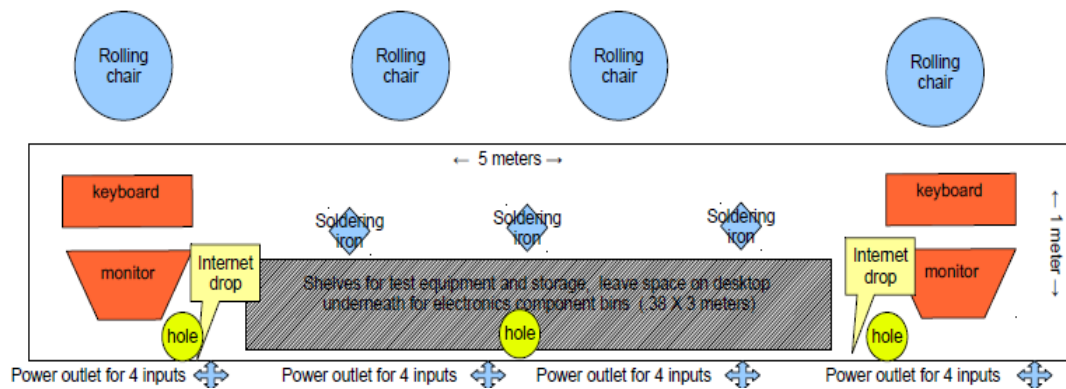 Rolling
chair
Rolling
chair
Rolling
chair
Rolling
chair
← 5 meters →
keyboard
keyboard
← 1 meter →
Soldering
iron
Soldering
iron
Soldering
iron
monitor
Internet
drop
Shelves for test equipment and storage, leave space on desktop
underneath for electronics component bins (.38 X 3 meters)
Internet
drop
monitor
hole
hole
hole
Power outlet for 4 inputs
Power outlet for 4 inputs
Power outlet for 4 inputs
Power outlet for 4 inputs